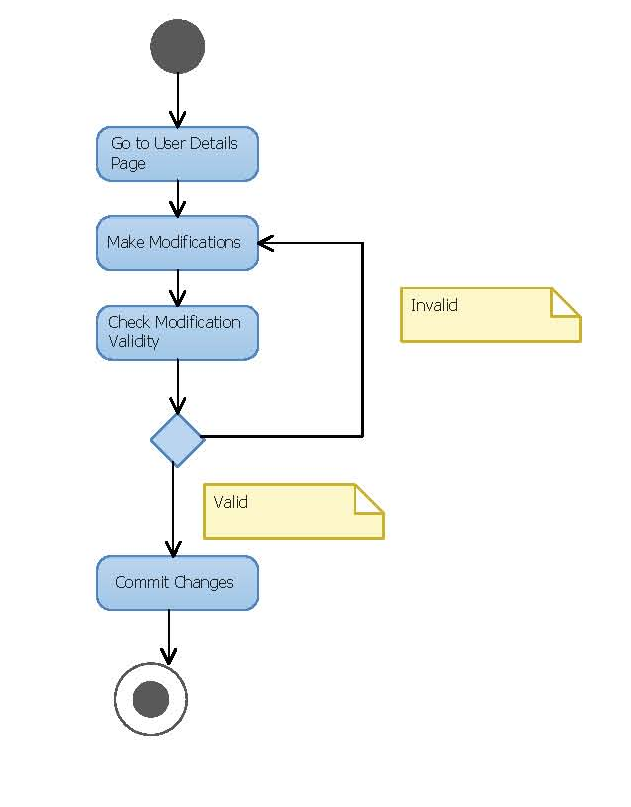 Go to User Details
Page
Make Modifications
Invalid
Check Modification
Validity
Valid
Commit Changes